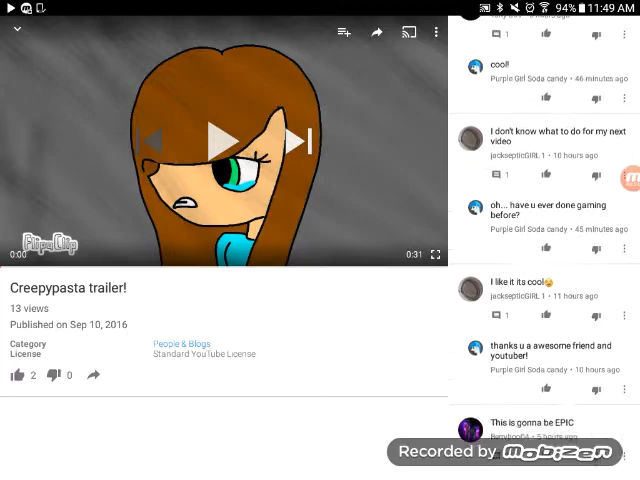 94% 11:49 AM
FlipaClip
0:00
0:31
Creepypasta trailer!
13 views
Published on Sep 10, 2016
Category People & Blogs
License Standard YouTube License
2 0
1
cool!
Purple Girl Soda candy • 46 minutes ago
I don't know what to do for my next
video
jackseptícGIRL 1 • 10 hours ago
1
oh... have u ever done gaming
before?
Purple Girl Soda candy • 45 minutes ago
I like it its cool😥
jacksepticGIRL 1 • 11 hours ago
1
thanks u a awesome friend and
youtuber!
Purple Girl Soda candy • 10 hours ago
This is gonna be EPIC
5 hours ago
Recorded by mobizen